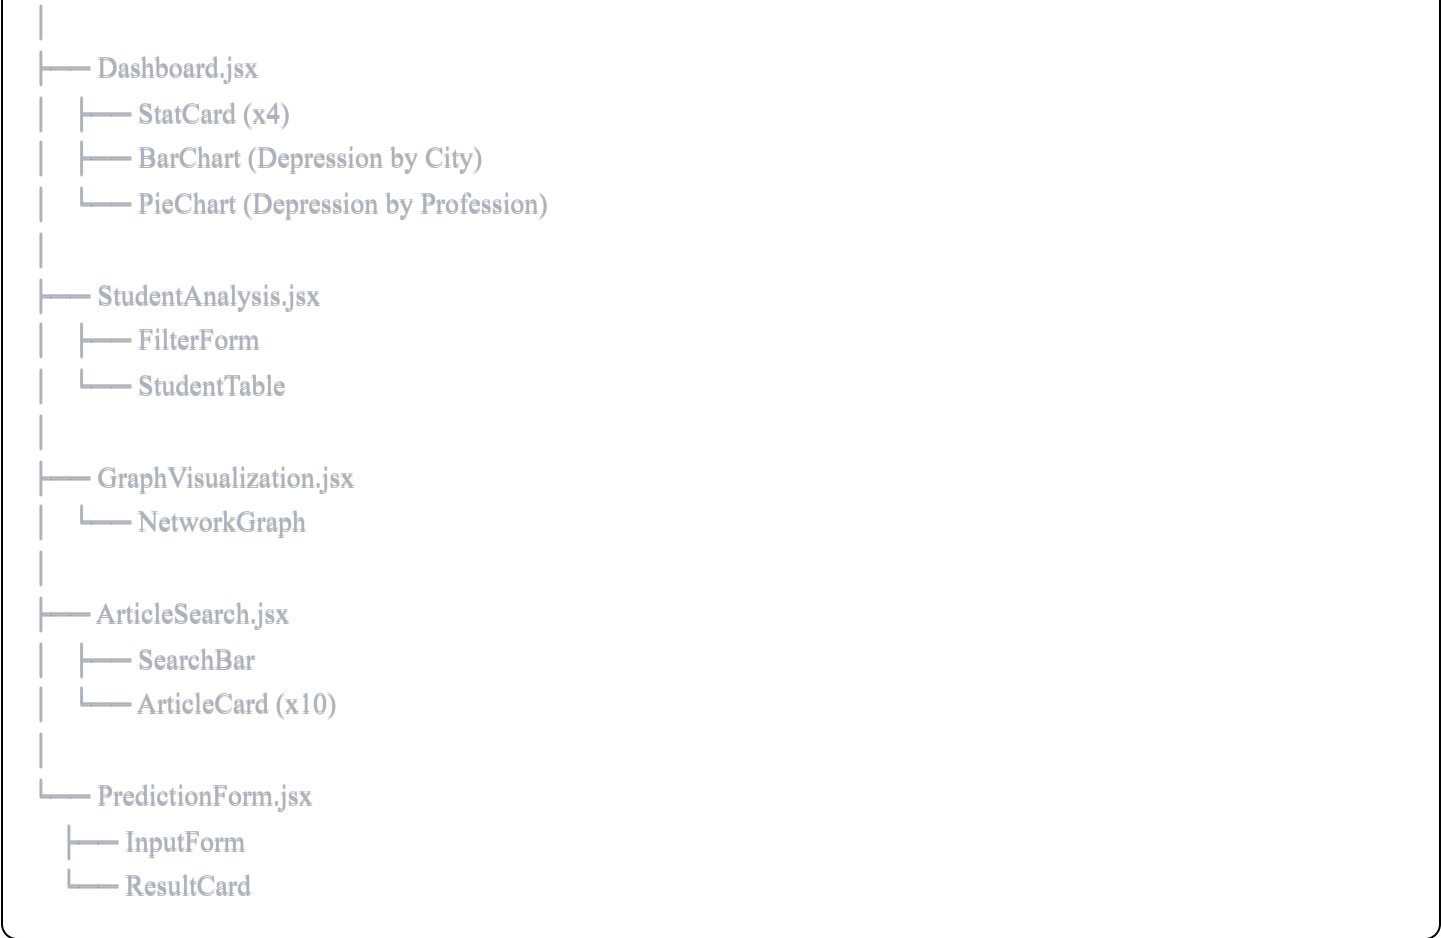 │
├── Dashboard.jsx
│   ├── StatCard (x4)
│   ├── BarChart (Depression by City)
│   └── PieChart (Depression by Profession)
│
├── StudentAnalysis.jsx
│   ├── FilterForm
│   └── StudentTable
│
├── GraphVisualization.jsx
│   └── NetworkGraph
│
├── ArticleSearch.jsx
│   ├── SearchBar
│   └── ArticleCard (x10)
│
└── PredictionForm.jsx
    ├── InputForm
    └── ResultCard